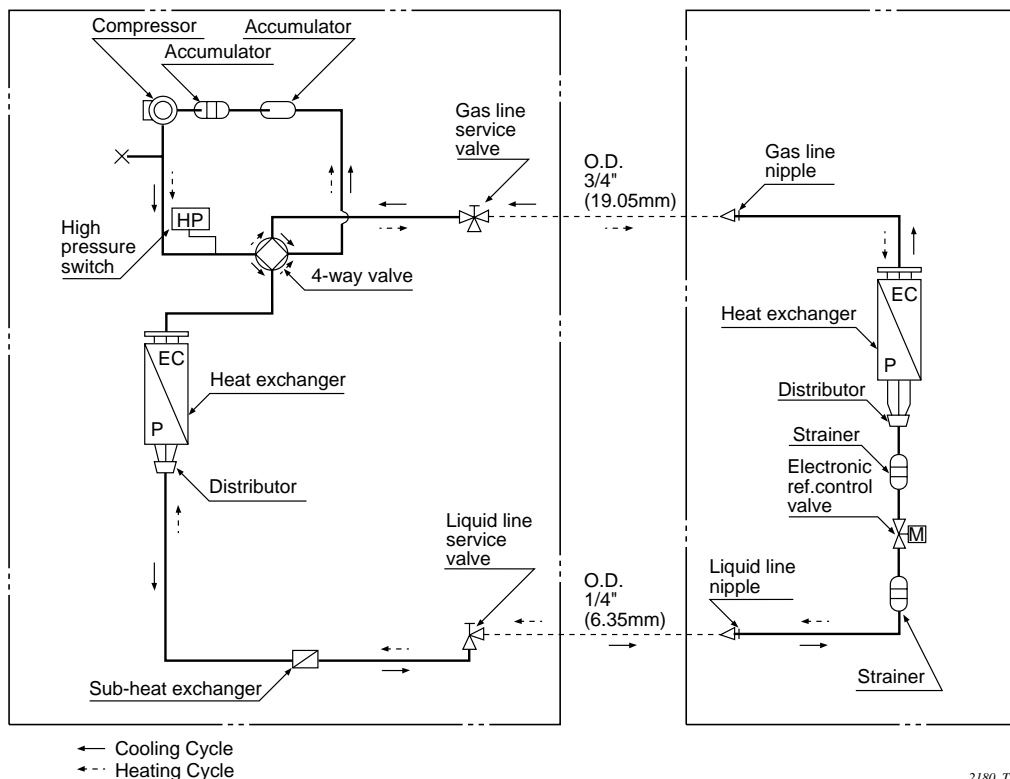 Compressor
Accumulator
Accumulator
Gas line
service
valve
O.D.
3/4"
(19.05mm)
Gas line
nipple
HP
High
pressure
switch
4-way valve
EC
P
Heat exchanger
Distributor
Heat exchanger
EC
P
Distributor
Strainer
Electronic
ref.control
valve
M
Liquid line
service
valve
O.D.
1/4"
(6.35mm)
Liquid line
nipple
Sub-heat exchanger
Strainer
Cooling Cycle
Heating Cycle